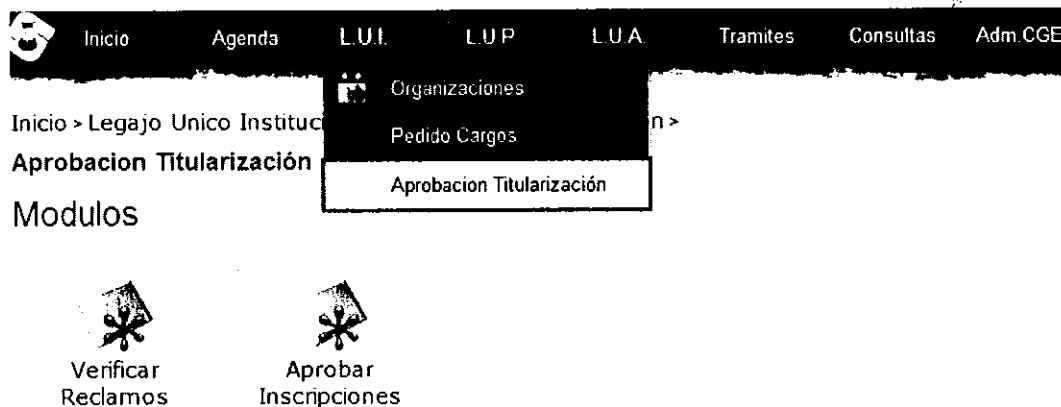 Inicio Agenda L.U.I. L.U.P L.U.A. Tramites Consultas Adm.CGE
Organizaciones
Pedido Cargos
Aprobacion Titularización
Inicio > Legajo Unico Instituc n >
Aprobacion Titularización
Modulos
Verificar
Reclamos
Aprobar
Inscripciones